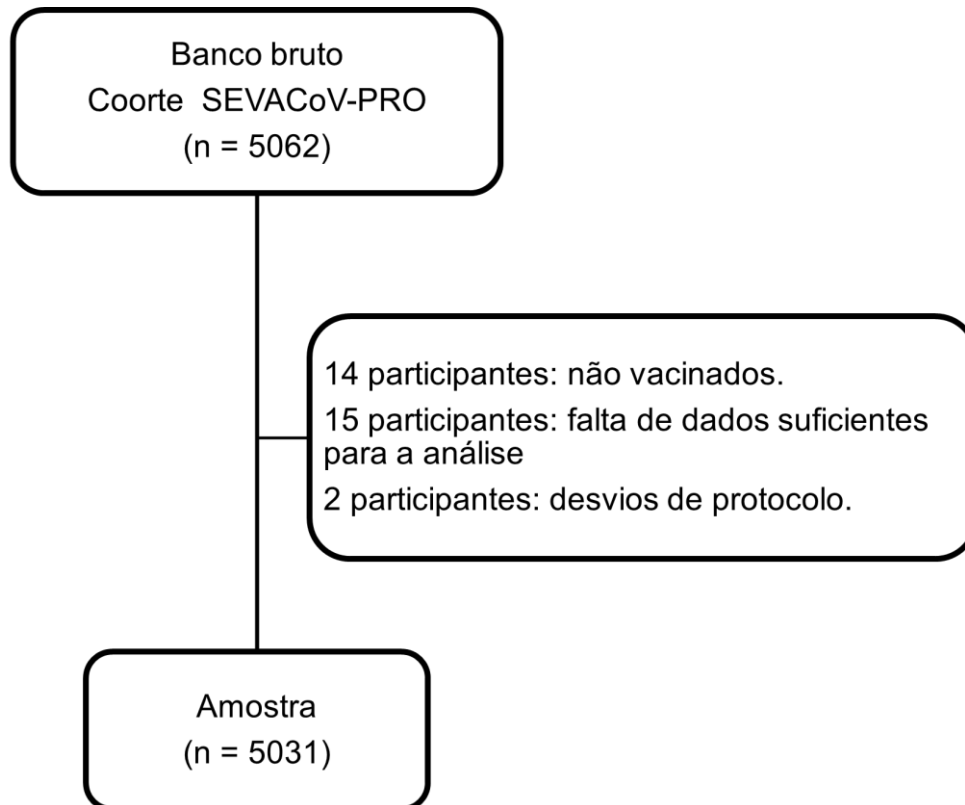 Banco bruto
Coorte  SEVACoV-PRO
(n = 5062)
14 participantes: não vacinados.
15 participantes: falta de dados suficientes
para a análise
2 participantes: desvios de protocolo.
Amostra
(n = 5031)